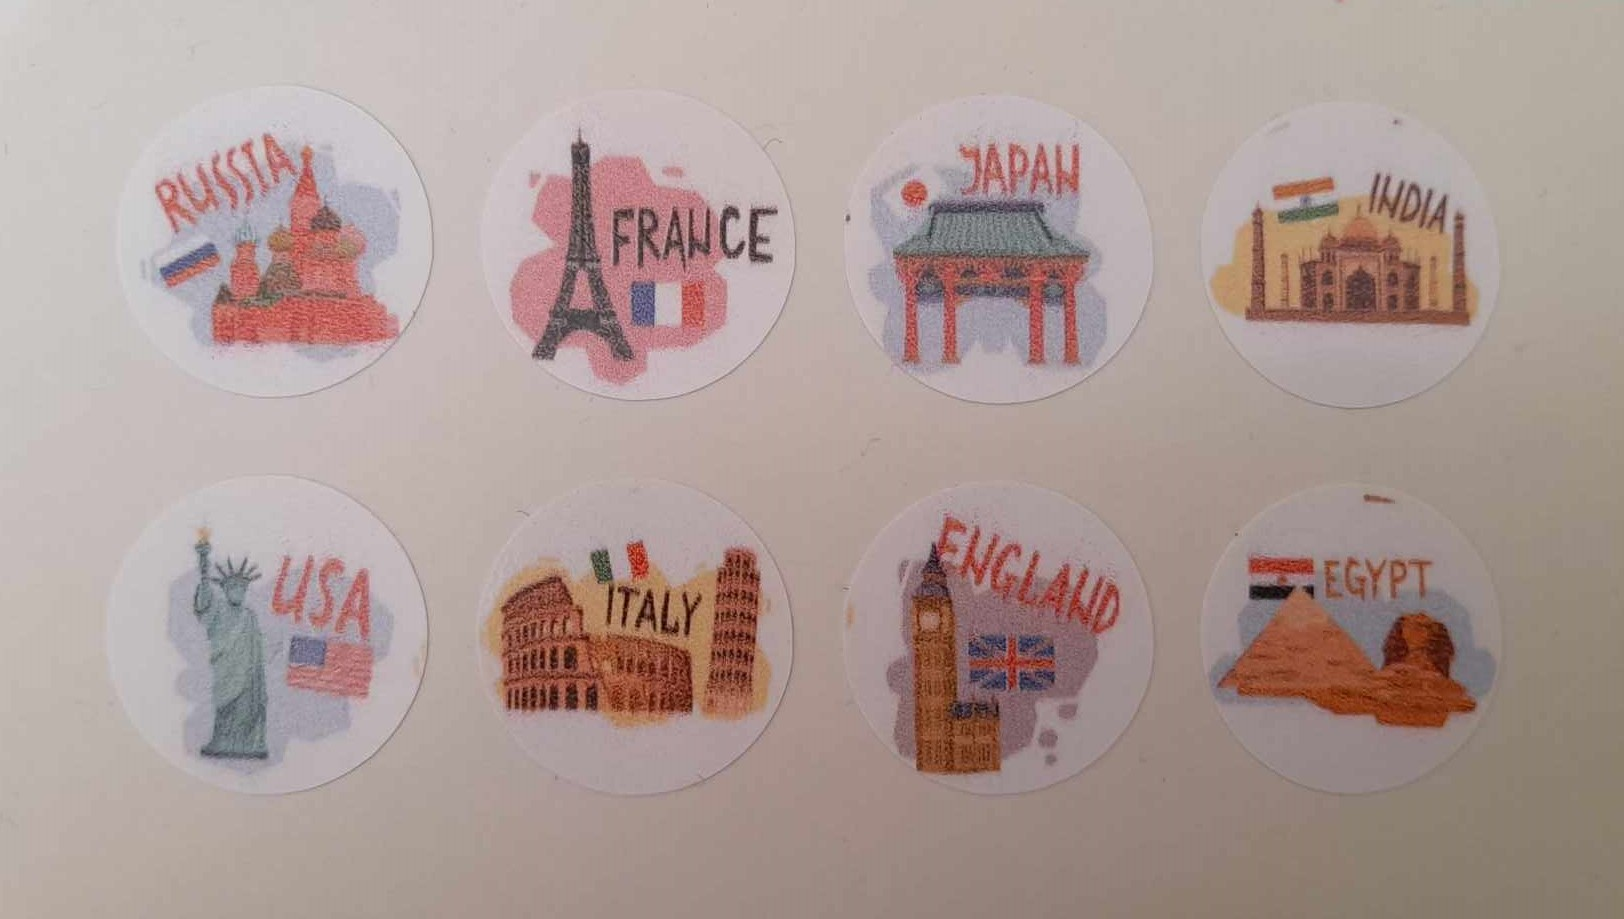 RUSSIA
FRANCE
JAPAN
INDIA
USA
ITALY
ENGLAND
EGYPT